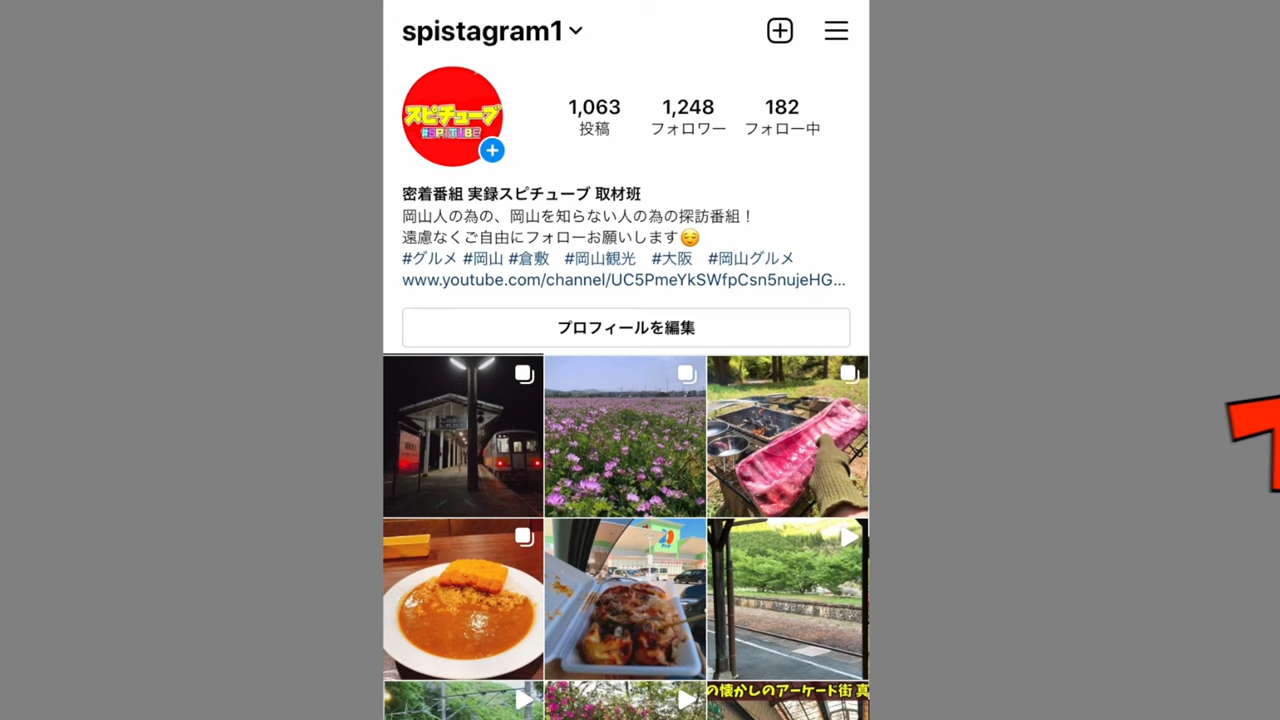 spistagram1
スピチューブ
#SPITUBE
1,063
投稿
1,248
フォロワー
182
フォロー中
密着番組 実録スピチューブ 取材班
岡山人の為の、岡山を知らない人の為の探訪番組！
遠慮なくご自由にフォローお願いします😌
#グルメ #岡山 #倉敷　#岡山観光　#大阪　#岡山グルメ
www.youtube.com/channel/UC5PmeYkSWfpCsn5nujeHG...
プロフィールを編集
の懐かしのアーケード街 真